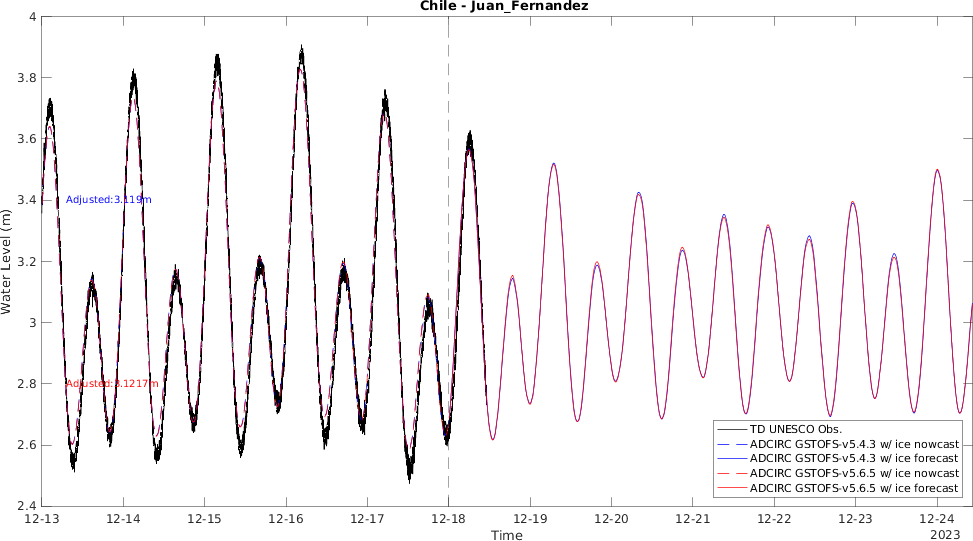 Chile - Juan_Fernandez
4
3.8
3.6
3.4
3.2
3
2.8
2.6
2.4
Water Level (m)
Adjusted:3.119m
Adjusted:3.1217m
TD UNESCO Obs.
ADCIRC GSTOFS-v5.4.3 w/ ice nowcast
ADCIRC GSTOFS-v5.4.3 w/ ice forecast
ADCIRC GSTOFS-v5.6.5 w/ ice nowcast
ADCIRC GSTOFS-v5.6.5 w/ ice forecast
12-13 12-14 12-15 12-16 12-17 12-18 12-19 12-20 12-21 12-22 12-23 12-24
Time
2023